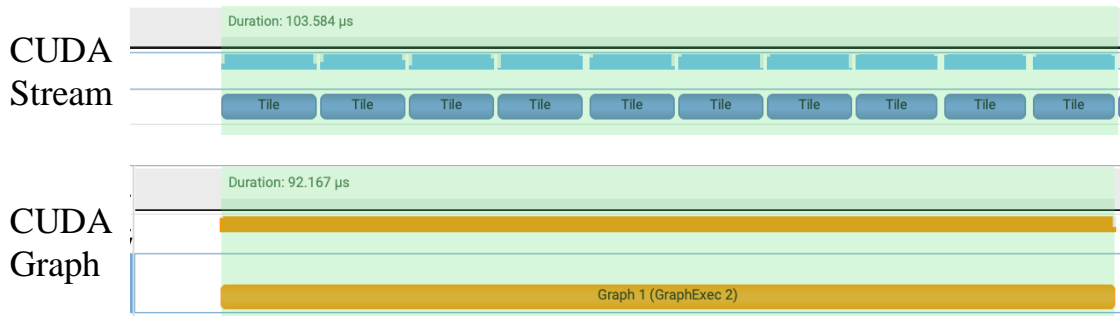 CUDA
Stream
Duration: 103.584 μs
Tile Tile Tile Tile Tile Tile Tile Tile Tile Tile
CUDA
Graph
Duration: 92.167 μs
Graph 1 (GraphExec 2)